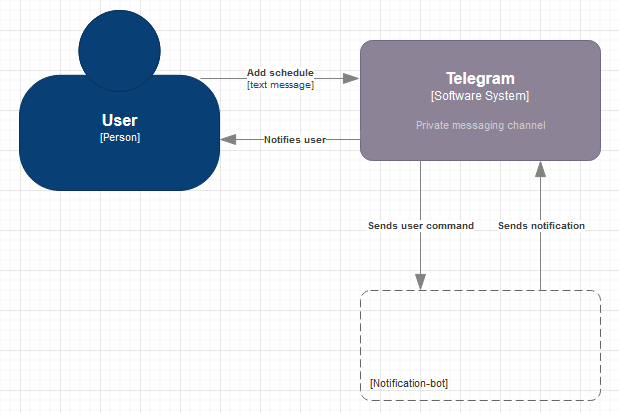 User
[Person]
Add schedule
[text message]
Notifies user
Telegram
[Software System]
Private messaging channel
Sends user command
Sends notification
[Notification-bot]